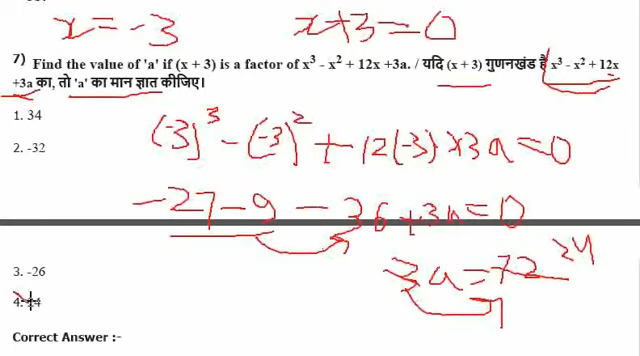 x = -3 x+3=0
7) Find the value of 'a' if (x + 3) is a factor of x³ - x² + 12x +3a. / यदि (x + 3) गुणनखंड है x³ - x² + 12x
+3a का, तो 'a' का मान ज्ञात कीजिए।
1. 34
(-3)³ - (-3)² + 12(-3) x3a=0
2. -32
-27 - 9 - 36 +3a=0
3. -26
3a=72 24
4.
Correct Answer :-